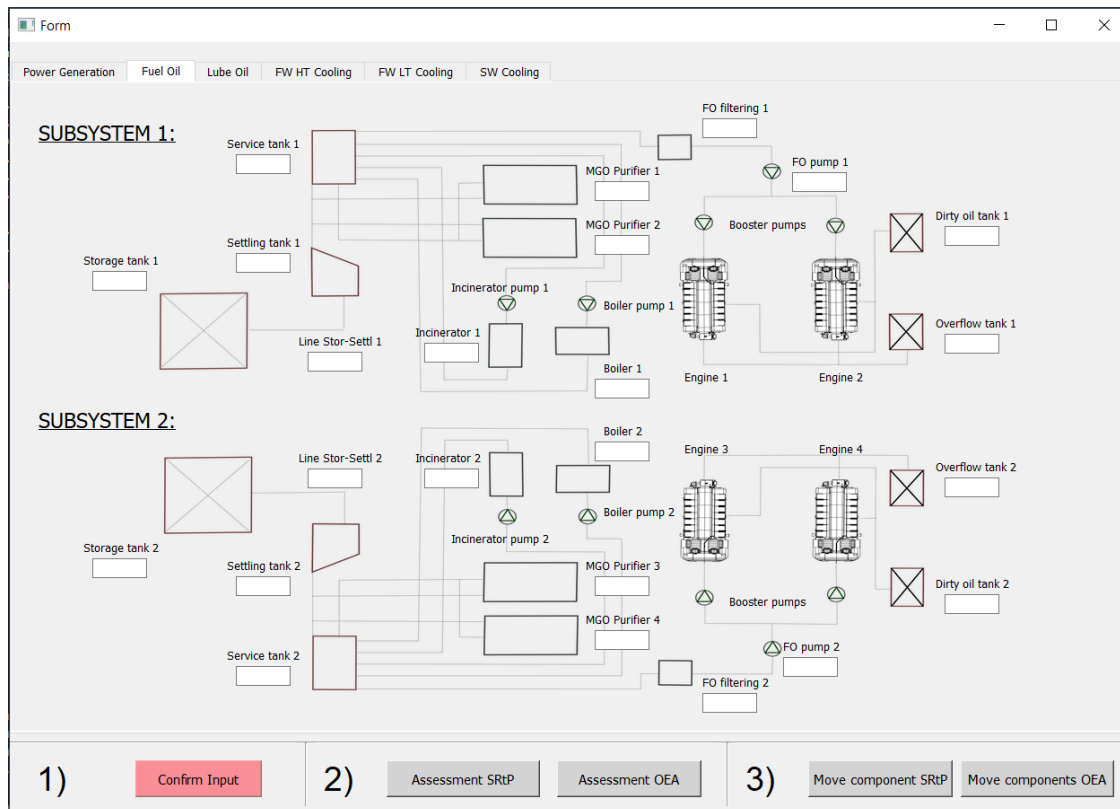 Form
Power Generation
Fuel Oil
Lube Oil
FW HT Cooling
FW LT Cooling
SW Cooling
SUBSYSTEM 1:
FO filtering 1
Service tank 1
FO pump 1
MGO Purifier 1
Dirty oil tank 1
MGO Purifier 2
Booster pumps
Settling tank 1
Storage tank 1
Incinerator pump 1
Boiler pump 1
Overflow tank 1
Incinerator 1
Line Stor-Settl 1
Boiler 1
Engine 1
Engine 2
SUBSYSTEM 2:
Boiler 2
Line Stor-Settl 2
Incinerator 2
Engine 3
Engine 4
Overflow tank 2
Boiler pump 2
Incinerator pump 2
Storage tank 2
Settling tank 2
MGO Purifier 3
Dirty oil tank 2
Booster pumps
MGO Purifier 4
Service tank 2
FO pump 2
FO filtering 2
1)
Confirm Input
2)
Assessment SRtP
Assessment OEA
3)
Move component SRtP
Move components OEA